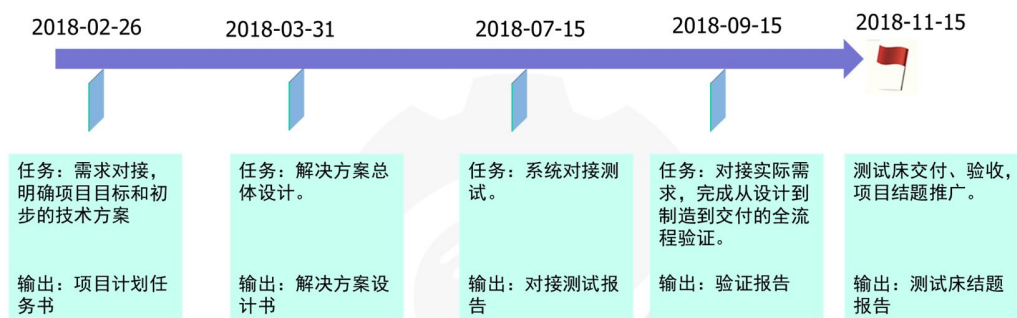 2018-02-26
2018-03-31
2018-07-15
2018-09-15
2018-11-15
任务：需求对接，
明确项目目标和初
步的技术方案
输出：项目计划任
务书
任务：解决方案总
体设计。
输出：解决方案设
计书
任务：系统对接测
试。
输出：对接测试报
告
任务：对接实际需
求，完成从设计到
制造到交付的全流
程验证。
输出：验证报告
测试床交付、验收，
项目结题推广。
输出：测试床结题
报告